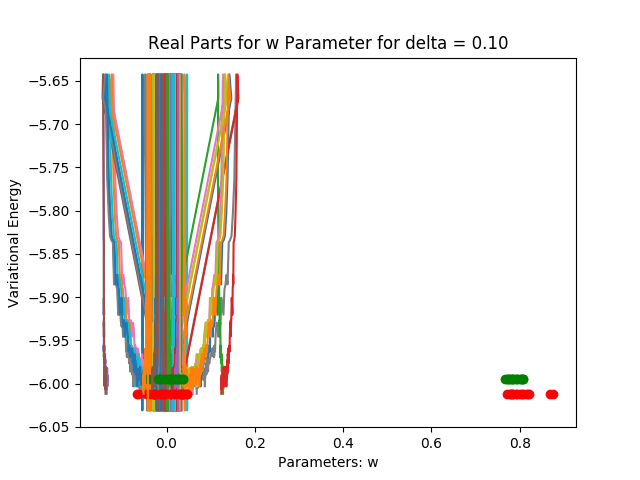 Real Parts for w Parameter for delta = 0.10
−5.65
−5.70
−5.75
−5.80
−5.85
−5.90
−5.95
−6.00
−6.05
Variational Energy
0.0 0.2 0.4 0.6 0.8
Parameters: w